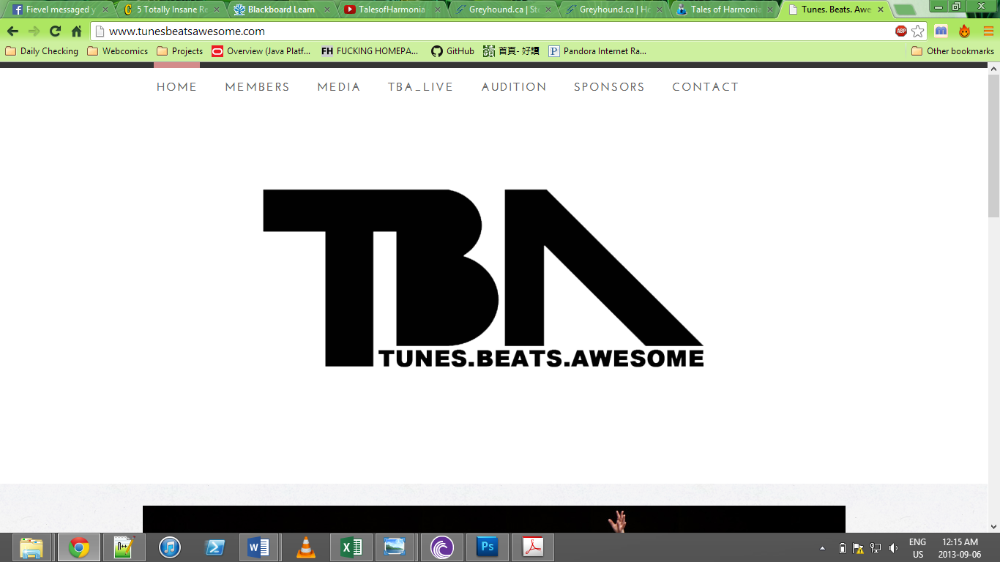 Fievel messaged y
5 Totally Insane Re
Blackboard Learn
TalesofHarmonia
Greyhound.ca | St
Greyhound.ca | Ho
Tales of Harmonia
Tunes. Beats. Awe
www.tunesbeatsawesome.com
ABP
m
Daily Checking
Webcomics
Projects
Overview (Java Platf...
FH FUCKING HOMEPA...
GitHub
首頁- 好讀
P Pandora Internet Ra...
Other bookmarks
HOME MEMBERS MEDIA TBA_LIVE AUDITION SPONSORS CONTACT
TBA
TUNES.BEATS.AWESOME
ENG 12:15 AM
US 2013-09-06